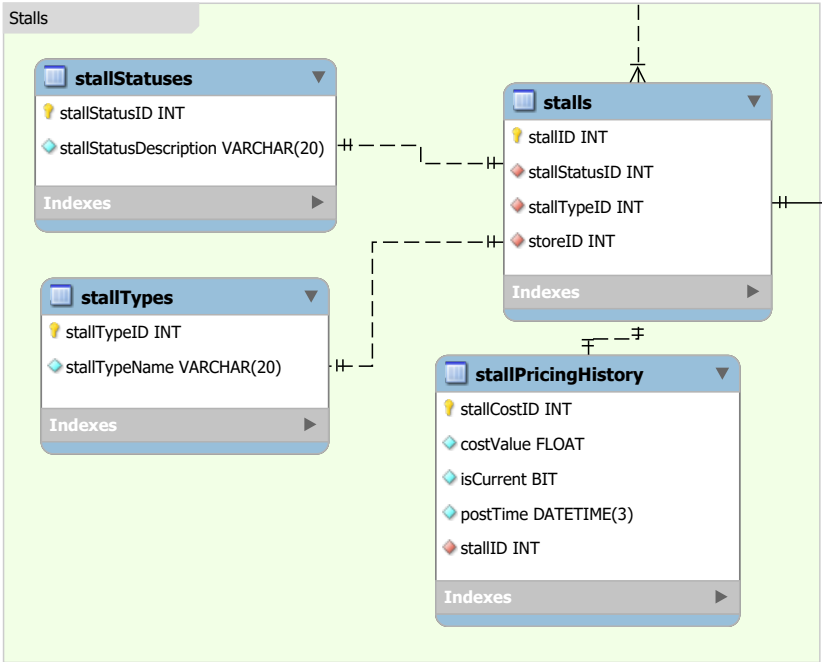 Stalls
stallStatuses
stallStatusID INT
stallStatusDescription VARCHAR(20)
Indexes
stallTypes
stallTypeID INT
stallTypeName VARCHAR(20)
Indexes
stalls
stallID INT
stallStatusID INT
stallTypeID INT
storeID INT
Indexes
stallPricingHistory
stallCostID INT
costValue FLOAT
isCurrent BIT
postTime DATETIME(3)
stallID INT
Indexes